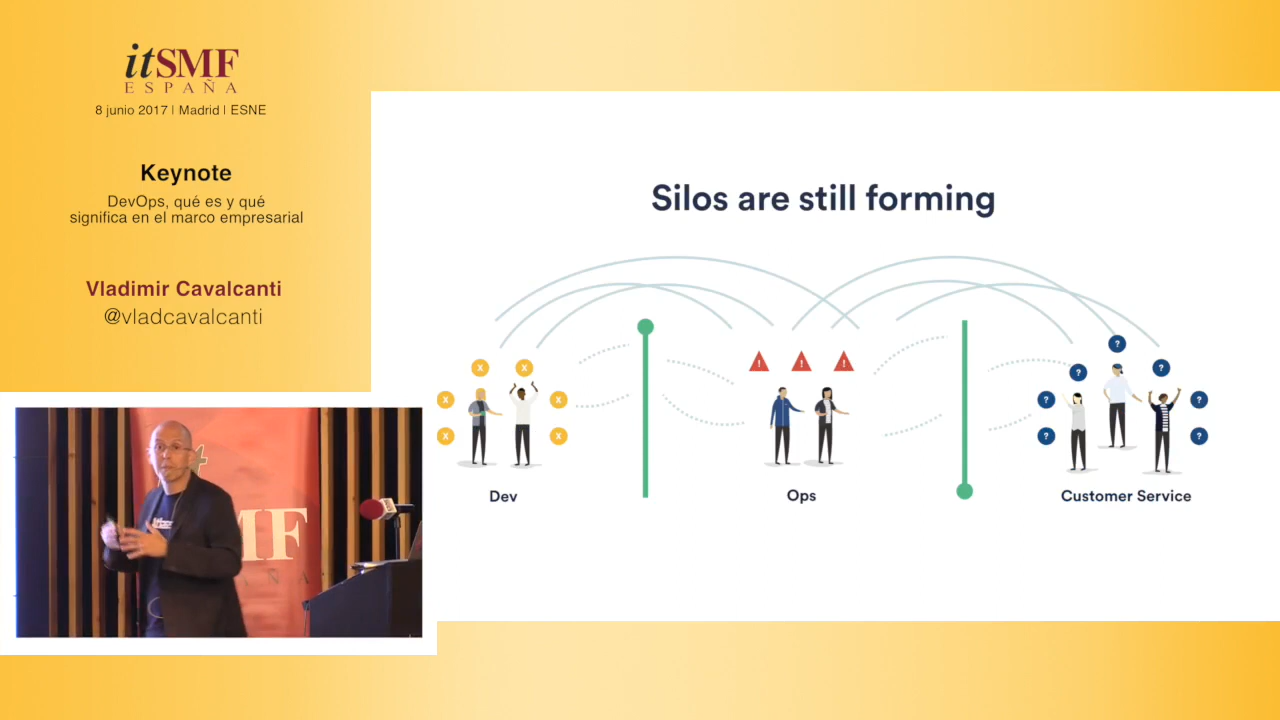 itSMF
ESPAÑA
8 junio 2017 | Madrid | ESNE
Keynote
DevOps, qué es y qué
significa en el marco empresarial
Vladimir Cavalcanti
@vladcavalcanti
Silos are still forming
X X
X X
X X
! ! !
?
? ?
? ?
? ?
Dev
Ops
Customer Service
MF